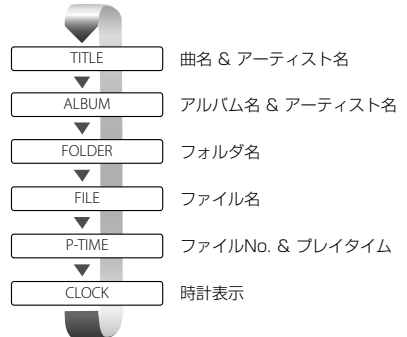 TITLE 曲名 & アーティスト名
ALBUM アルバム名 & アーティスト名
FOLDER フォルダ名
FILE ファイル名
P-TIME ファイルNo. & プレイタイム
CLOCK 時計表示